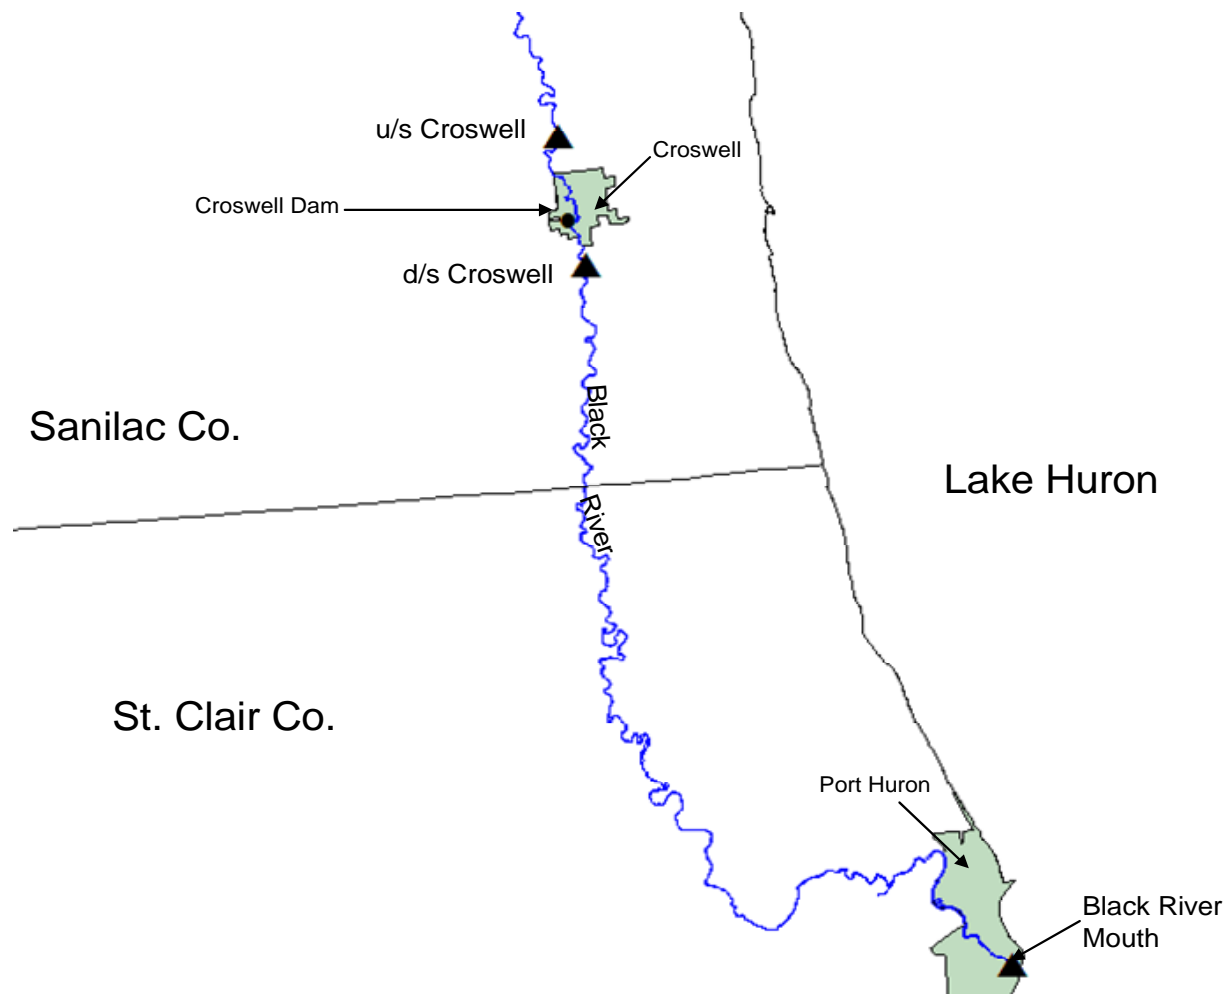 u/s Croswell
Croswell
Croswell Dam
d/s Croswell
Black
Sanilac Co.
Lake Huron
River
St. Clair Co.
Port Huron
Black River
Mouth